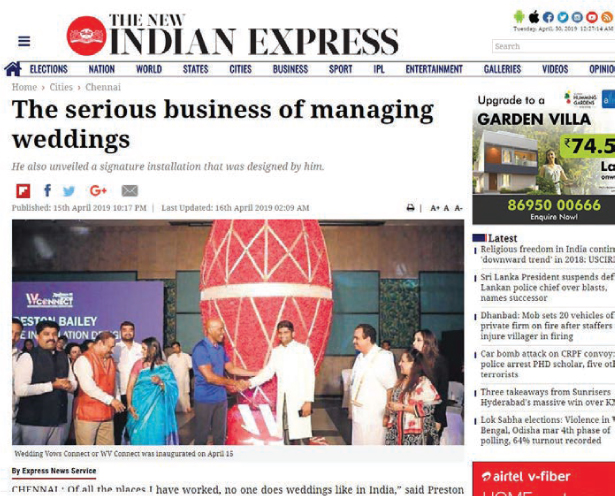 THE NEW
INDIAN EXPRESS
Tuesday, April, 30, 2019 12:27:14 AM
Search
ELECTIONS NATION WORLD STATES CITIES BUSINESS SPORT IPL ENTERTAINMENT GALLERIES VIDEOS OPINIO
Home › Cities › Chennai
The serious business of managing
weddings
He also unveiled a signature installation that was designed by him.
f G+
Published: 15th April 2019 10:17 PM | Last Updated: 16th April 2019 02:09 AM
| A+ A A-
CONNECT
ESTON BAILEY
Wedding Vows Connect or WV Connect was inaugurated on April 15
By Express News Service
CHENNAI: Of all the places I have worked, no one does weddings like in India,” said Preston
Upgrade to a
HUMMING
GARDENS
GARDEN VILLA
₹74.5
La
onw
86950 00666
Enquire Now!
Latest
Religious freedom in India contin
'downward trend' in 2018: USCIR
Sri Lanka President suspends def
Lankan police chief over blasts,
names successor
Dhanbad: Mob sets 20 vehicles of
private firm on fire after staffers
injure villager in firing
Car bomb attack on CRPF convoy:
police arrest PHD scholar, five oth
terrorists
Three takeaways from Sunrisers
Hyderabad's massive win over KX
Lok Sabha elections: Violence in
Bengal, Odisha mar 4th phase of
polling, 64% turnout recorded
airtel v-fiber
HOME